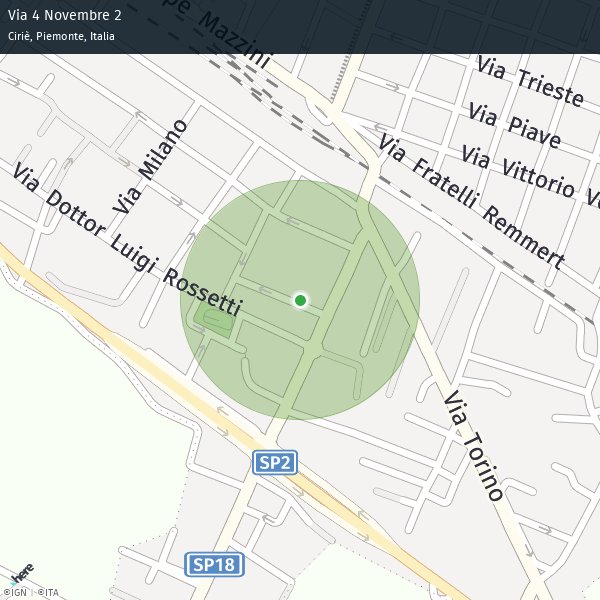 Via 4 Novembre 2
Ciriè, Piemonte, Italia
pe Mazzini
Via Trieste
Via Piave
Via Vittorio Ve
Via Fratelli Remmert
Via Milano
Via Dottor Luigi Rossetti
Via Torino
SP2
SP18
here
©IGN | ©ITA